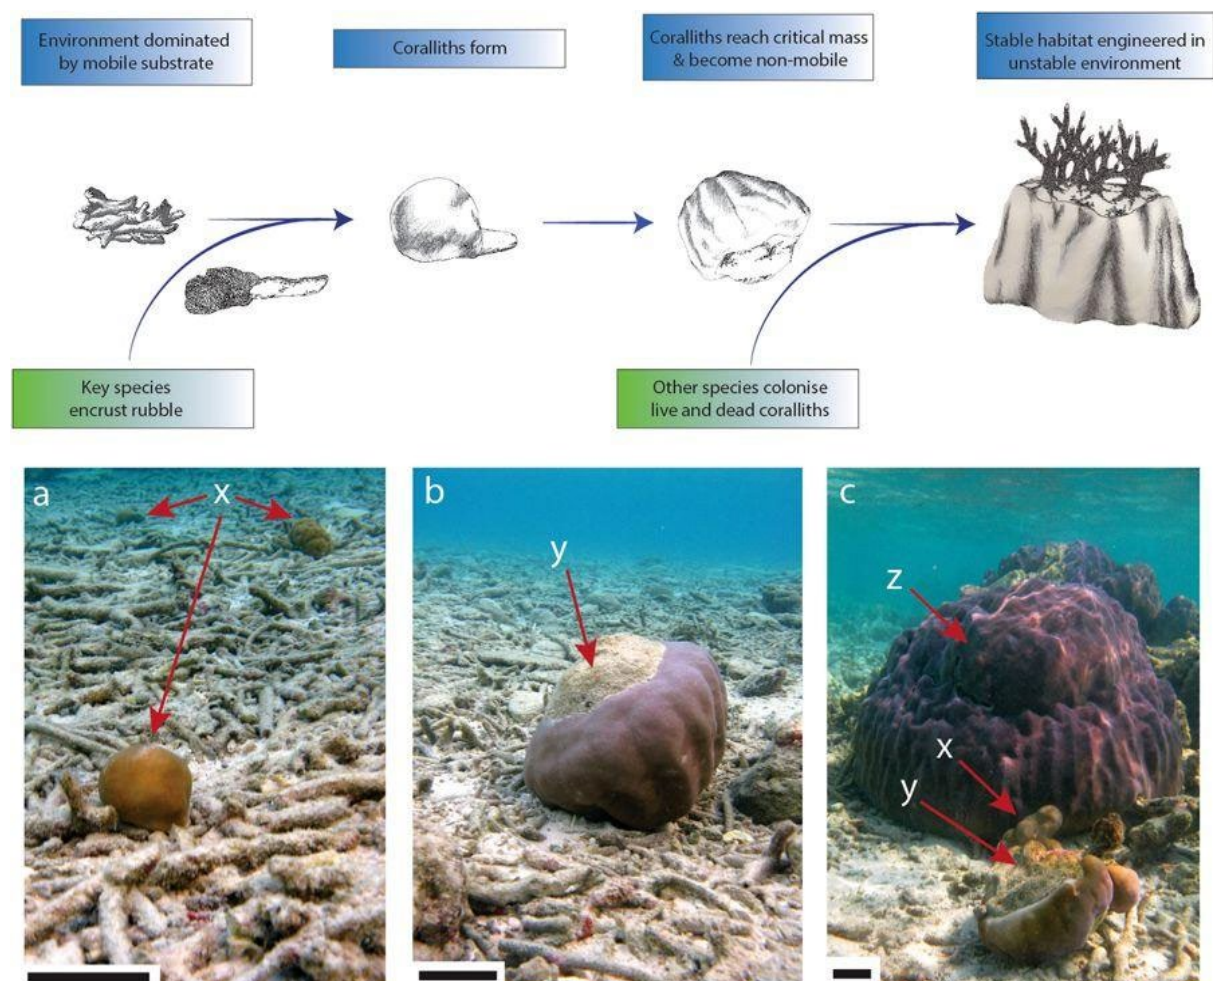 Environment dominated
by mobile substrate
Coralliths form
Coralliths reach critical mass
& become non-mobile
Stable habitat engineered in
unstable environment
Key species
encrust rubble
Other species colonise
live and dead coralliths
a
x
b
y
c
z
x
y